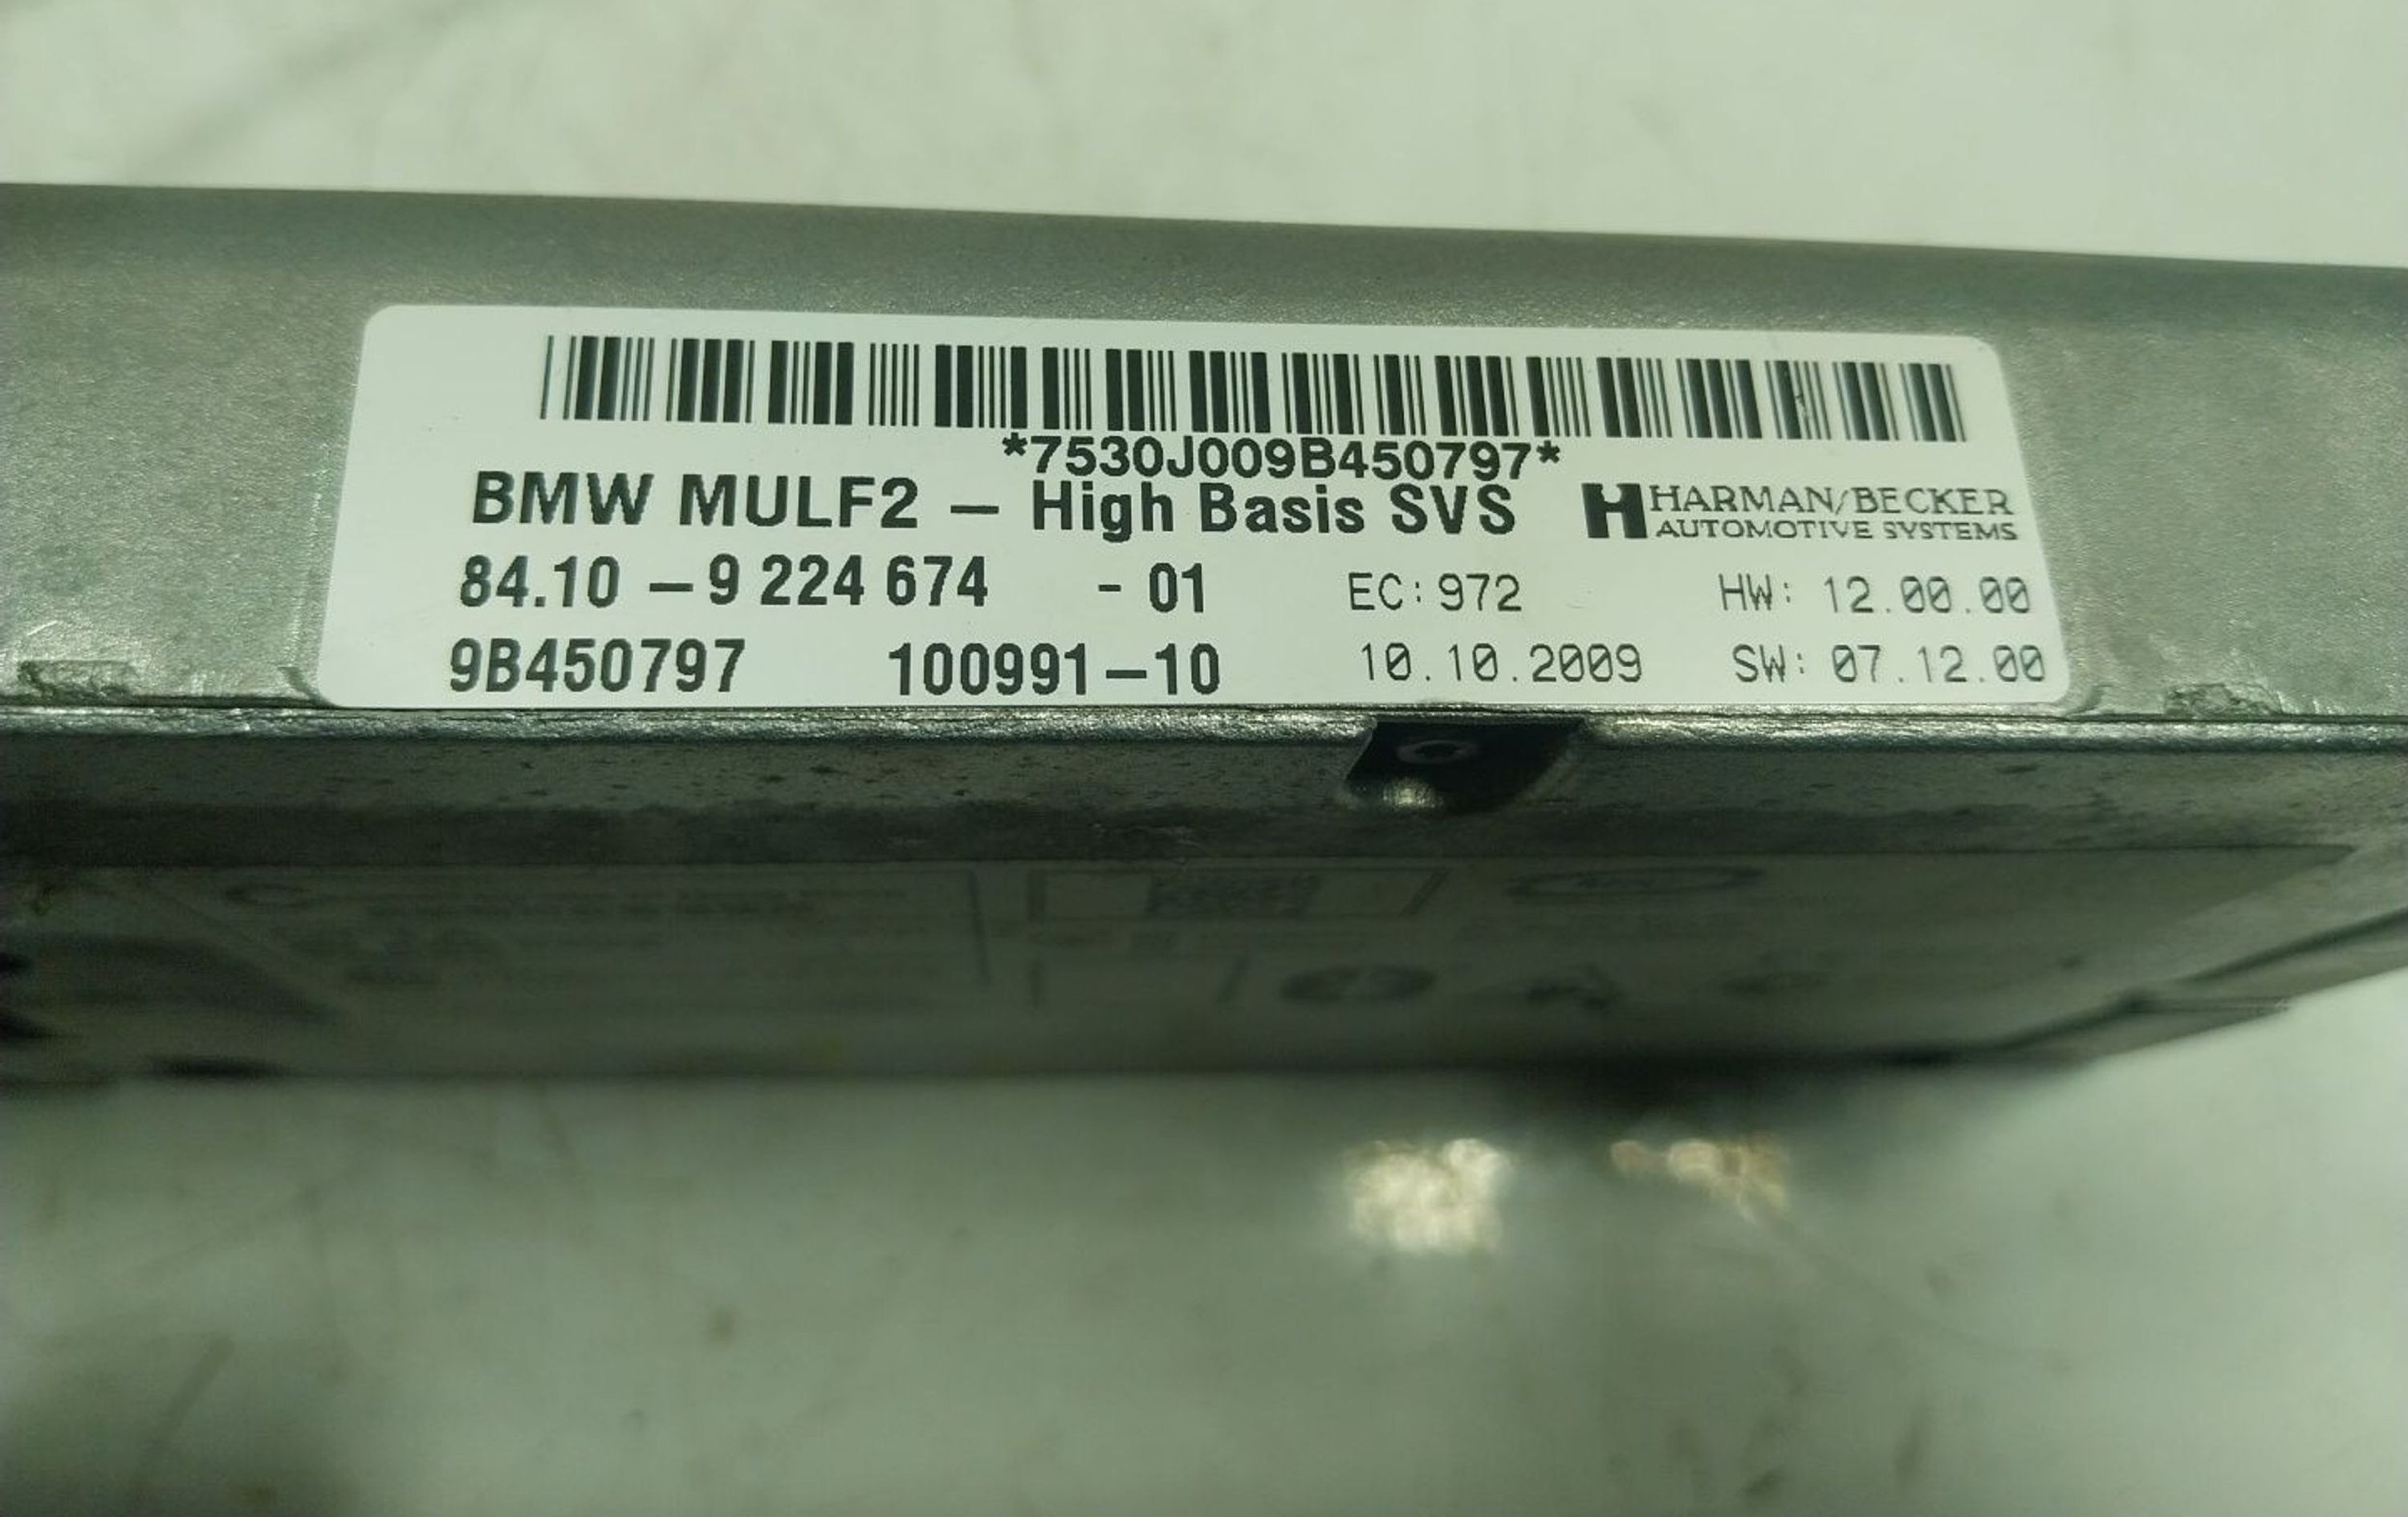 *7530J009B450797*
BMW MULF2 – High Basis SVS
HARMAN/BECKER
AUTOMOTIVE SYSTEMS
84.10 – 9 224 674 - 01 EC: 972 HW: 12.00.00
9B450797 100991–10 10.10.2009 SW: 07.12.00